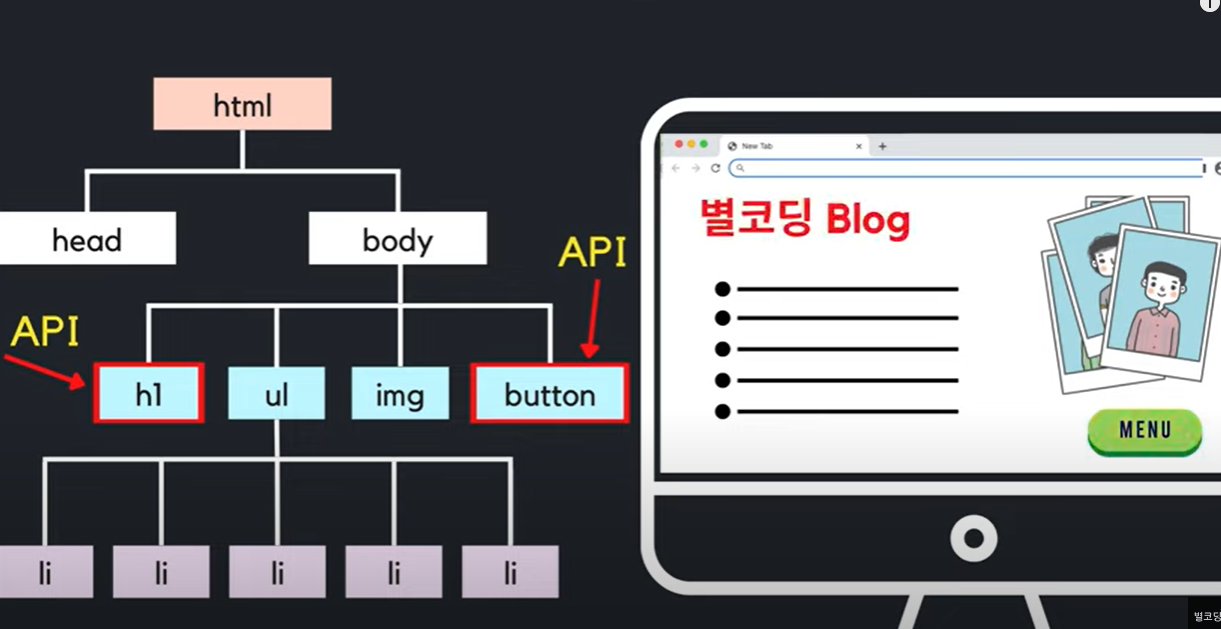 html
head
body
API
API
h1
ul
img
button
li
li
li
li
li
New Tab
별코딩 Blog
MENU
별코딩